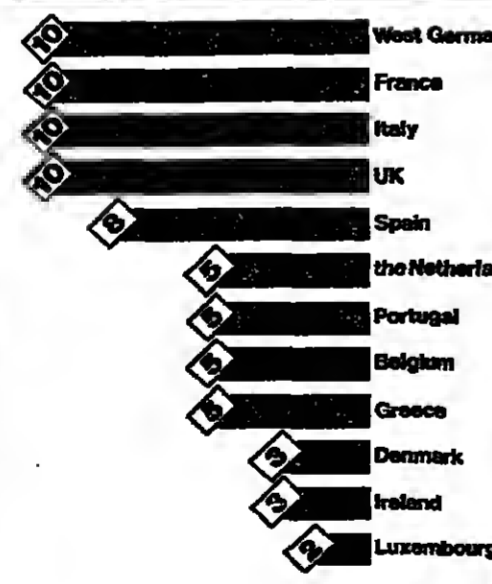 10 West Germa
10 France
10 Italy
10 UK
8 Spain
5 the Netherla
5 Portugal
5 Belgium
5 Greece
3 Denmark
3 Ireland
2 Luxembourg